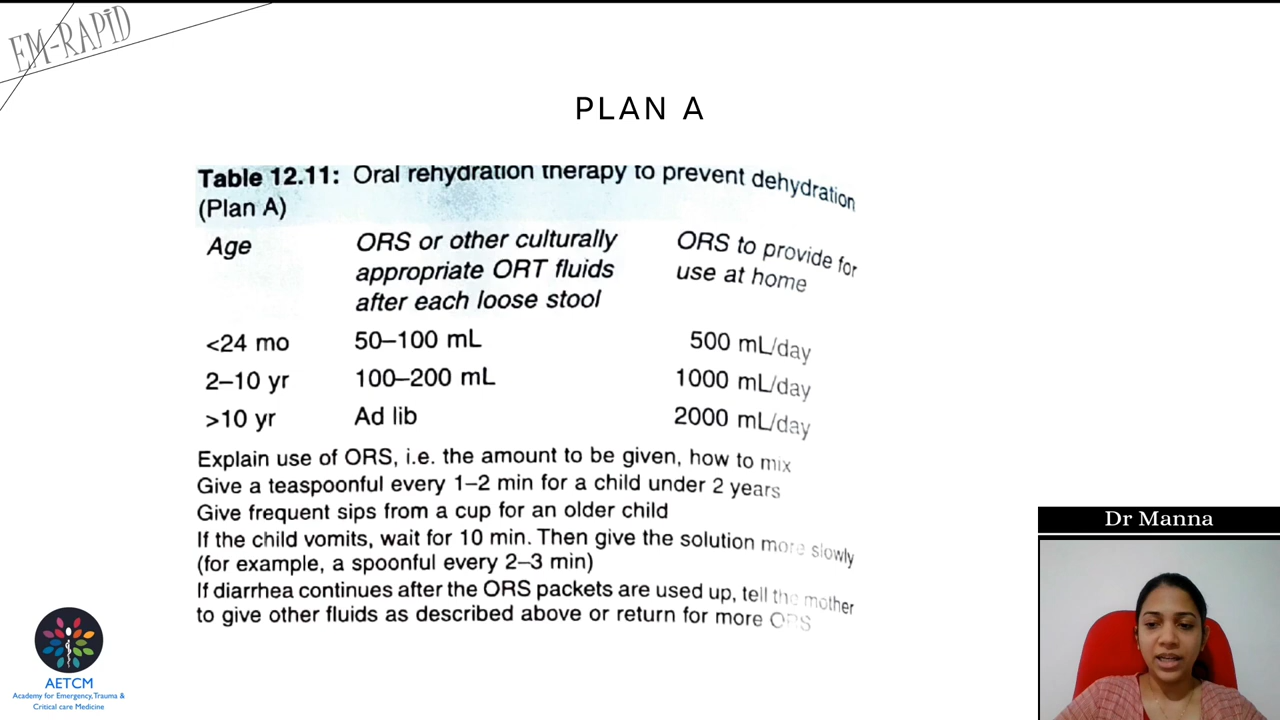 EM-RAPID
PLAN A
Table 12.11: Oral rehydration therapy to prevent dehydration
(Plan A)
Age ORS or other culturally ORS to provide for
appropriate ORT fluids use at home
after each loose stool
<24 mo 50–100 mL 500 mL/day
2–10 yr 100–200 mL 1000 mL/day
>10 yr Ad lib 2000 mL/day
Explain use of ORS, i.e. the amount to be given, how to mix
Give a teaspoonful every 1–2 min for a child under 2 years
Give frequent sips from a cup for an older child
If the child vomits, wait for 10 min. Then give the solution more slowly
(for example, a spoonful every 2–3 min)
If diarrhea continues after the ORS packets are used up, tell the mother
to give other fluids as described above or return for more ORS
Dr Manna
AETCM
Academy for Emergency, Trauma &
Critical care Medicine